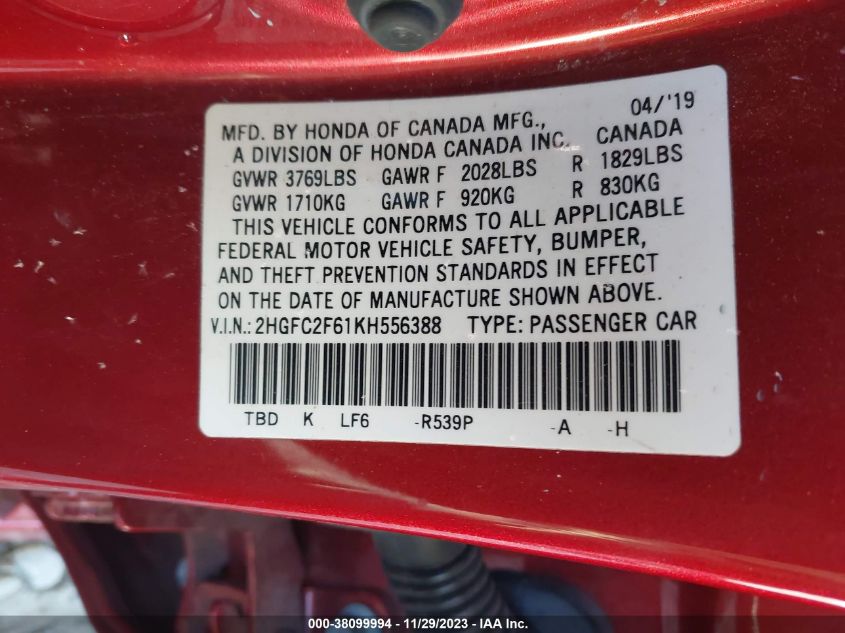 04/'19
MFD. BY HONDA OF CANADA MFG.,
A DIVISION OF HONDA CANADA INC. CANADA
GVWR 3769LBS GAWR F 2028LBS R 1829LBS
GVWR 1710KG GAWR F 920KG R 830KG
THIS VEHICLE CONFORMS TO ALL APPLICABLE
FEDERAL MOTOR VEHICLE SAFETY, BUMPER,
AND THEFT PREVENTION STANDARDS IN EFFECT
ON THE DATE OF MANUFACTURE SHOWN ABOVE.
V.I.N.: 2HGFC2F61KH556388 TYPE: PASSENGER CAR
TBD K LF6 -R539P -A -H
000-38099994 - 11/29/2023 - IAA Inc.